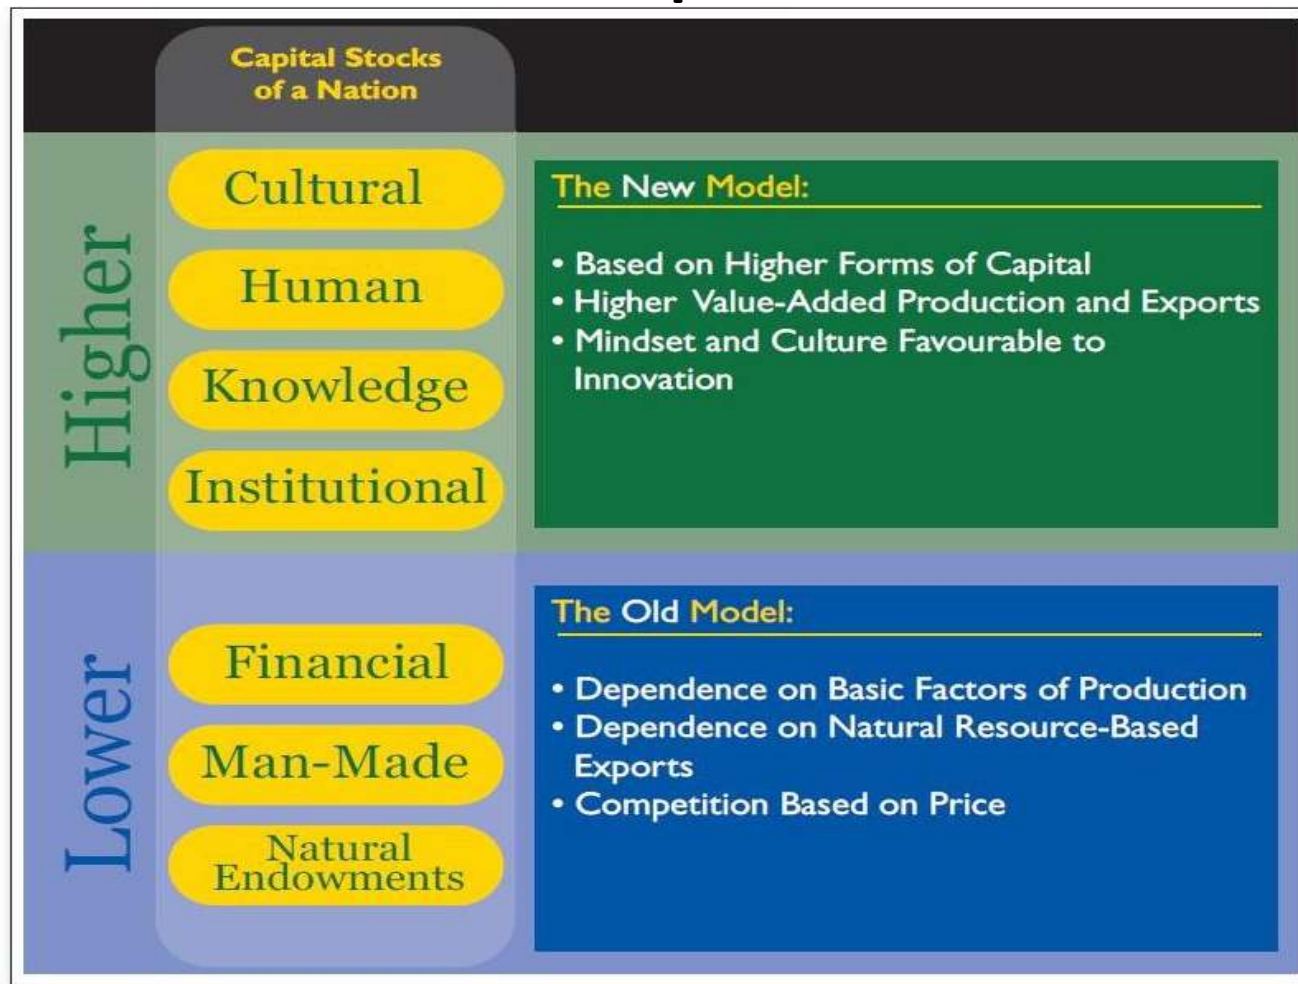 Capital Stocks
of a Nation
Higher
Cultural
Human
Knowledge
Institutional
The New Model:
• Based on Higher Forms of Capital
• Higher Value-Added Production and Exports
• Mindset and Culture Favourable to
Innovation
Lower
Financial
Man-Made
Natural
Endowments
The Old Model:
• Dependence on Basic Factors of Production
• Dependence on Natural Resource-Based
Exports
• Competition Based on Price